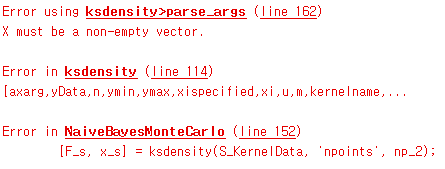 Error using ksdensity>parse_args (line 162)
X must be a non-empty vector.
Error in ksdensity (line 114)
[axarg,yData,n,ymin,ymax,xispecified,xi,u,m,kernelname,...
Error in NaiveBayesMonteCarlo (line 152)
[F_s, x_s] = ksdensity(S_KernelData, 'npoints', np_2);